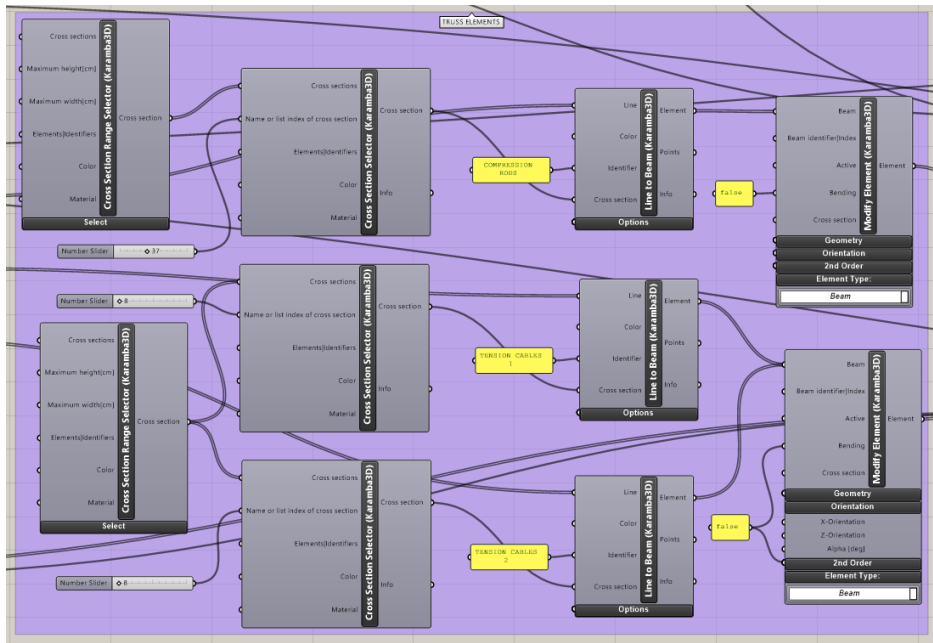 TRUSS ELEMENTS
Cross sections
Maximum height[cm]
Maximum width[cm]
Elements|Identifiers
Color
Material
Cross section
Cross Section Range Selector (Karamba3D)
Select
Cross sections
Name or list index of cross section
Elements|Identifiers
Color
Material
Cross section
Info
Cross Section Selector (Karamba3D)
Number Slider
37
COMPRESSION
RODS
Line
Color
Identifier
Cross section
Element
Points
Info
Line to Beam (Karamba3D)
Options
false
Beam
Beam identifier|Index
Active
Bending
Cross section
Element
Modify Element (Karamba3D)
Geometry
Orientation
2nd Order
Element Type:
Beam
Number Slider
8
Cross sections
Name or list index of cross section
Elements|Identifiers
Color
Material
Cross section
Info
Cross Section Selector (Karamba3D)
TENSION CABLES
1
Line
Color
Identifier
Cross section
Element
Points
Info
Line to Beam (Karamba3D)
Options
Cross sections
Maximum height[cm]
Maximum width[cm]
Elements|Identifiers
Color
Material
Cross section
Cross Section Range Selector (Karamba3D)
Select
Cross sections
Name or list index of cross section
Elements|Identifiers
Color
Material
Cross section
Info
Cross Section Selector (Karamba3D)
Number Slider
8
TENSION CABLES
2
Line
Color
Identifier
Cross section
Element
Points
Info
Line to Beam (Karamba3D)
Options
false
Beam
Beam identifier|Index
Active
Bending
Cross section
Element
Modify Element (Karamba3D)
Geometry
Orientation
X-Orientation
Z-Orientation
Alpha [deg]
2nd Order
Element Type:
Beam